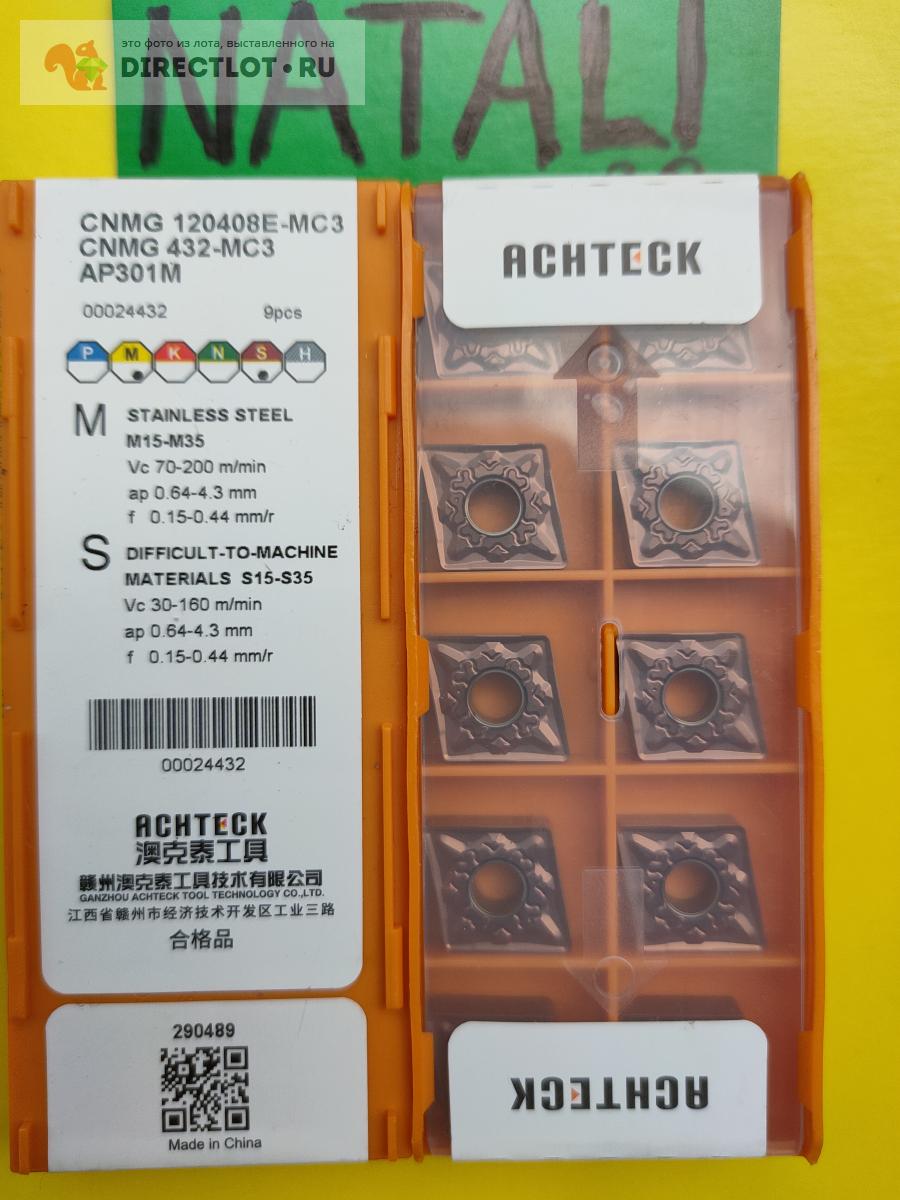 это фото из лота, выставленного на
DIRECTLOT.RU
NATALI
CNMG 120408E-MC3
CNMG 432-MC3
AP301M
00024432 9pcs
P M K N S H
M STAINLESS STEEL
M15-M35
Vc 70-200 m/min
ap 0.64-4.3 mm
f 0.15-0.44 mm/r
S DIFFICULT-TO-MACHINE
MATERIALS S15-S35
Vc 30-160 m/min
ap 0.64-4.3 mm
f 0.15-0.44 mm/r
00024432
ACHTECK
澳克泰工具
赣州澳克泰工具技术有限公司
GANZHOU ACHTECK TOOL TECHNOLOGY CO.,LTD.
江西省赣州市经济技术开发区工业三路
合格品
290489
Made in China
ACHTECK
ACHTECK